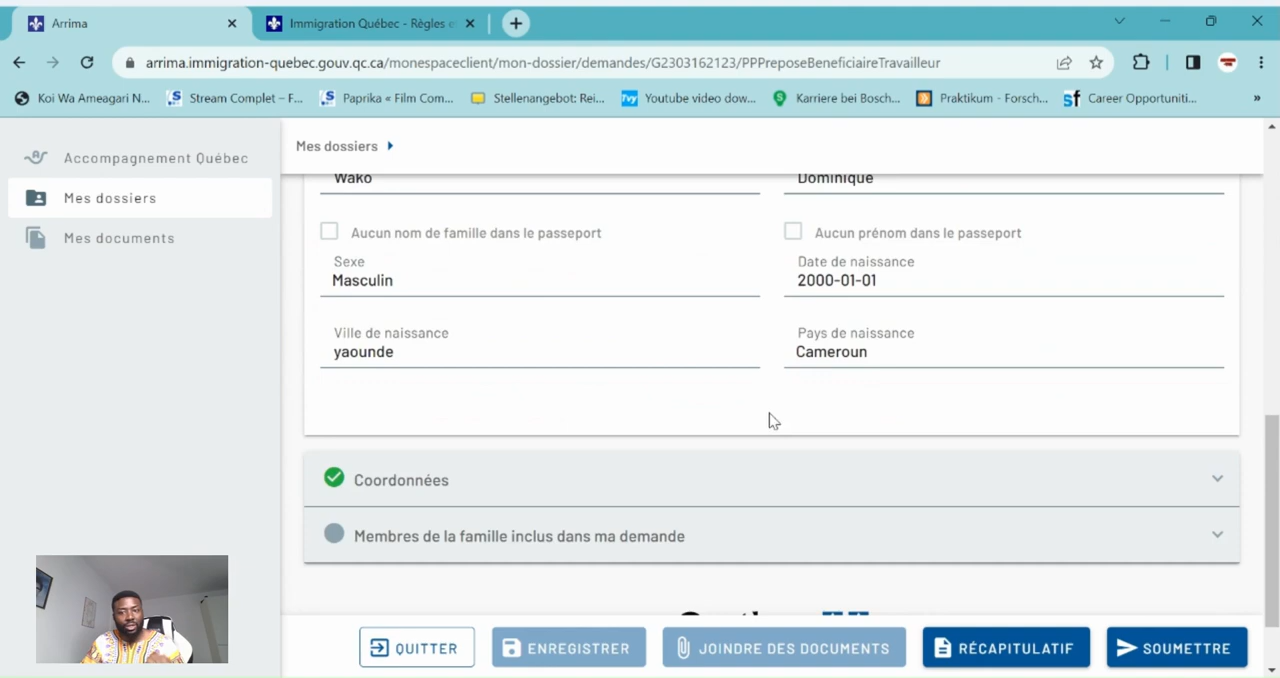 Arrima
Immigration Québec - Règles e
arrima.immigration-quebec.gouv.qc.ca/monespaceclient/mon-dossier/demandes/G2303162123/PPPreposeBeneficiaireTravailleur
Koi Wa Ameagari N...
Stream Complet – F...
Paprika « Film Com...
Stellenangebot: Rei...
Youtube video dow...
Karriere bei Bosch...
Praktikum - Forsch...
Career Opportuniti...
»
Accompagnement Québec
Mes dossiers
Mes documents
Mes dossiers
Wako
Dominique
Aucun nom de famille dans le passeport
Aucun prénom dans le passeport
Sexe
Masculin
Date de naissance
2000-01-01
Ville de naissance
yaounde
Pays de naissance
Cameroun
Coordonnées
Membres de la famille inclus dans ma demande
QUITTER
ENREGISTRER
JOINDRE DES DOCUMENTS
RÉCAPITULATIF
SOUMETTRE